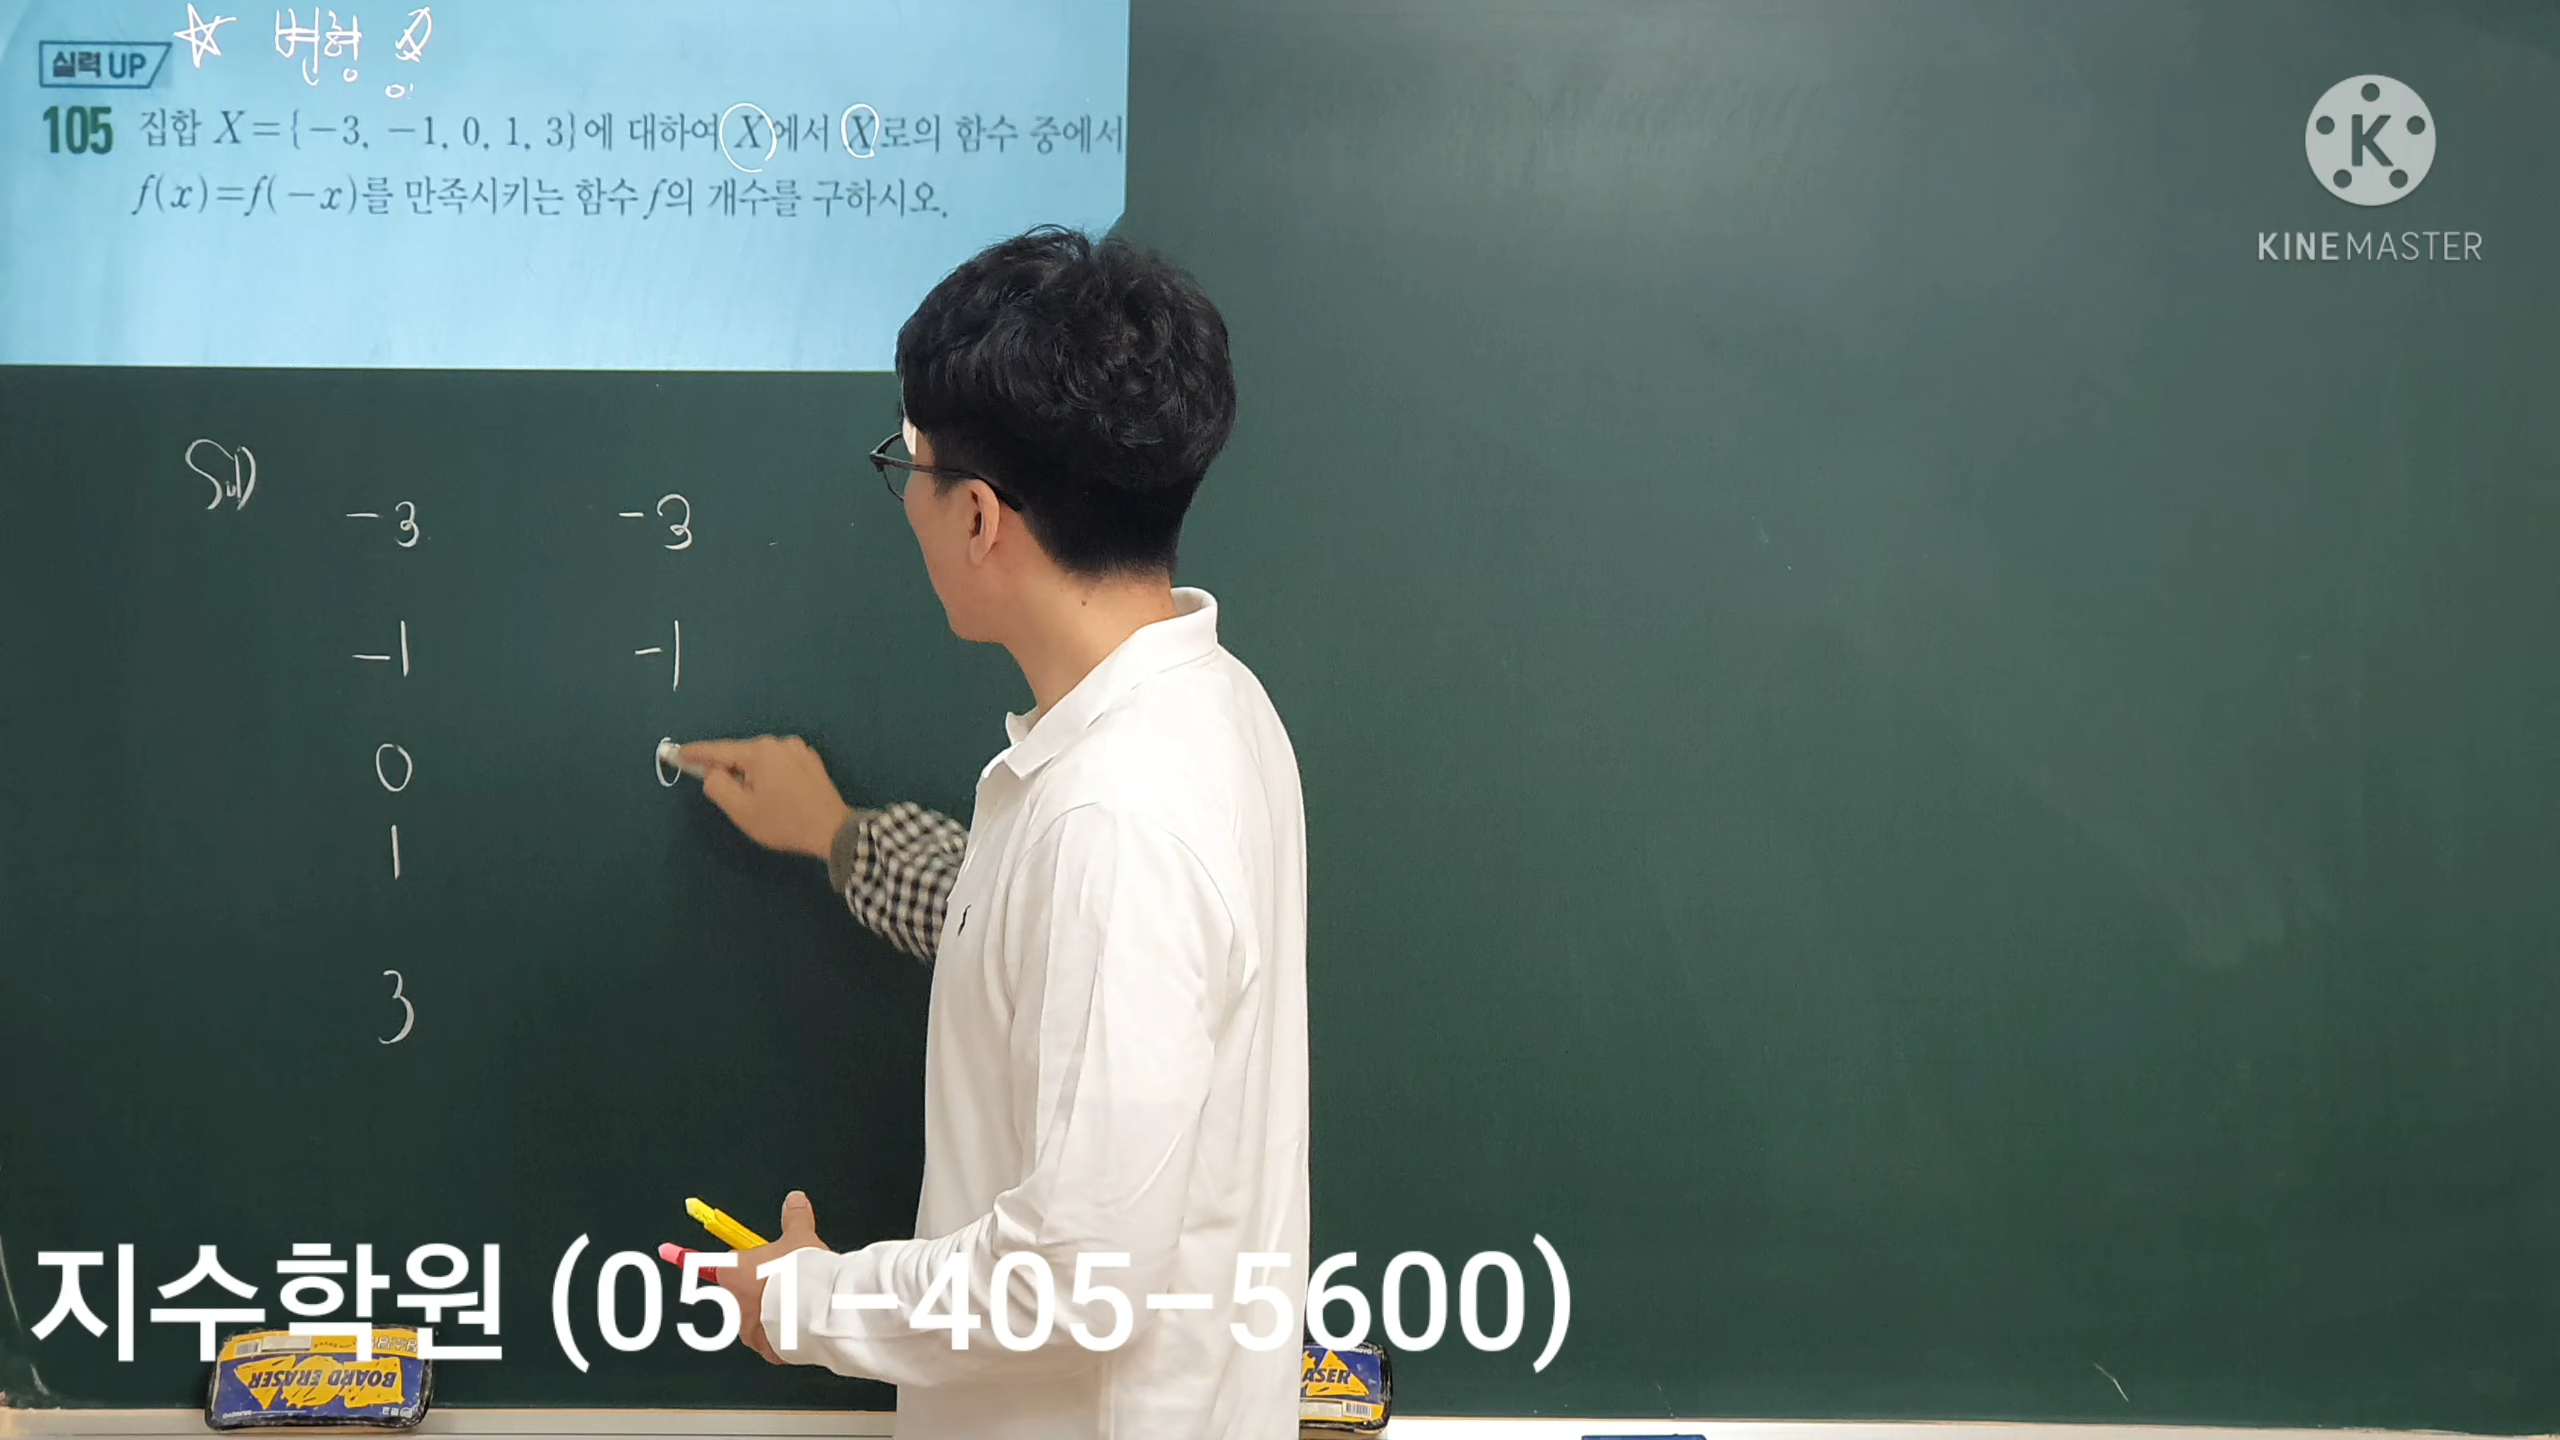 ☆ 변형 多
실력 UP
105 집합 X={-3, -1, 0, 1, 3}에 대하여 X에서 X로의 함수 중에서
f(x)=f(-x)를 만족시키는 함수 f의 개수를 구하시오.
K
KINEMASTER
Sol)
-3 -3
-1 -1
0 0
1
3
지수학원 (051-405-5600)
BOARD ERASER
ASER